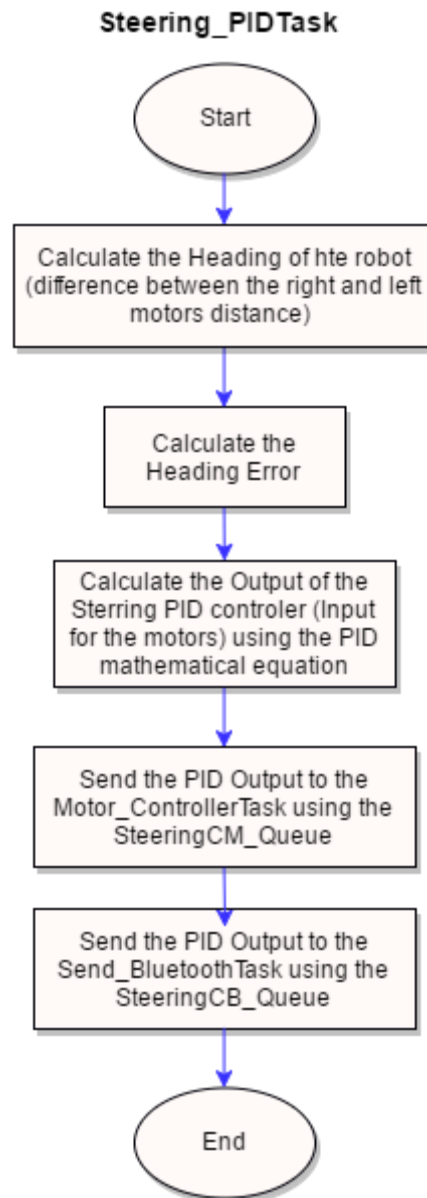 Steering_PIDTask
Start
Calculate the Heading of hte robot
(difference between the right and left
motors distance)
Calculate the
Heading Error
Calculate the Output of the
Sterring PID controler (Input
for the motors) using the PID
mathematical equation
Send the PID Output to the
Motor_ControllerTask using the
SteeringCM_Queue
Send the PID Output to the
Send_BluetoothTask using the
SteeringCB_Queue
End